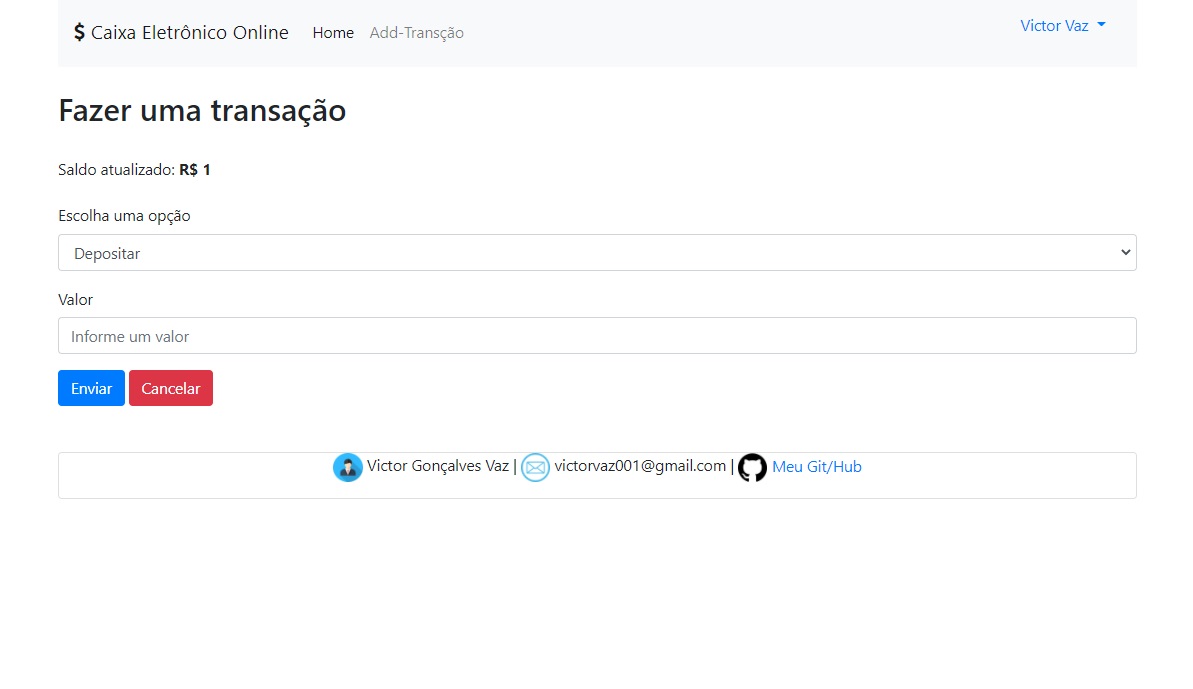 $ Caixa Eletrônico Online Home Add-Transção Victor Vaz
Fazer uma transação
Saldo atualizado: R$ 1
Escolha uma opção
Depositar
Valor
Informe um valor
Enviar Cancelar
Victor Gonçalves Vaz | victorvaz001@gmail.com | Meu Git/Hub